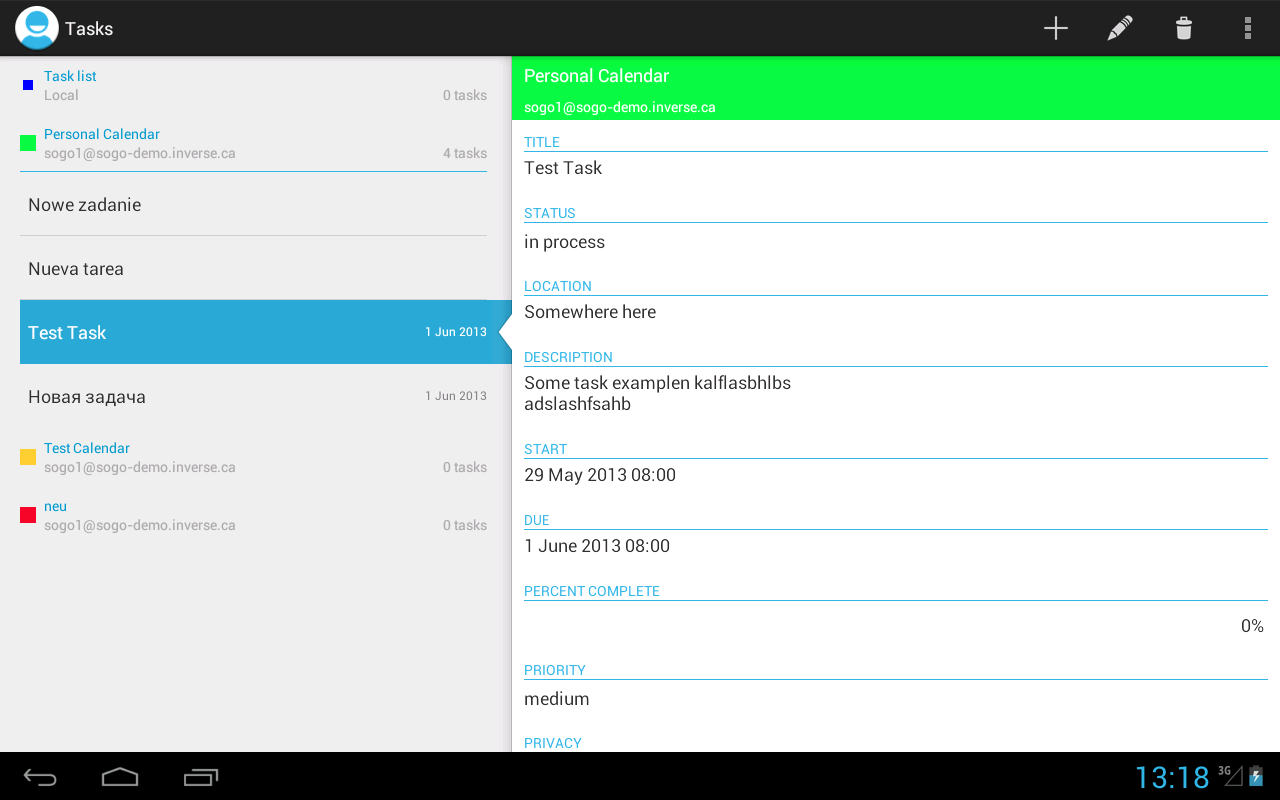 Tasks
Task list
Local
0 tasks
Personal Calendar
sogo1@sogo-demo.inverse.ca
4 tasks
Nowe zadanie
Nueva tarea
Test Task
1 Jun 2013
Новая задача
1 Jun 2013
Test Calendar
sogo1@sogo-demo.inverse.ca
0 tasks
neu
sogo1@sogo-demo.inverse.ca
0 tasks
Personal Calendar
sogo1@sogo-demo.inverse.ca
TITLE
Test Task
STATUS
in process
LOCATION
Somewhere here
DESCRIPTION
Some task examplen kalflasbhlbs
adslashfsahb
START
29 May 2013 08:00
DUE
1 June 2013 08:00
PERCENT COMPLETE
0%
PRIORITY
medium
PRIVACY
13:18
3G